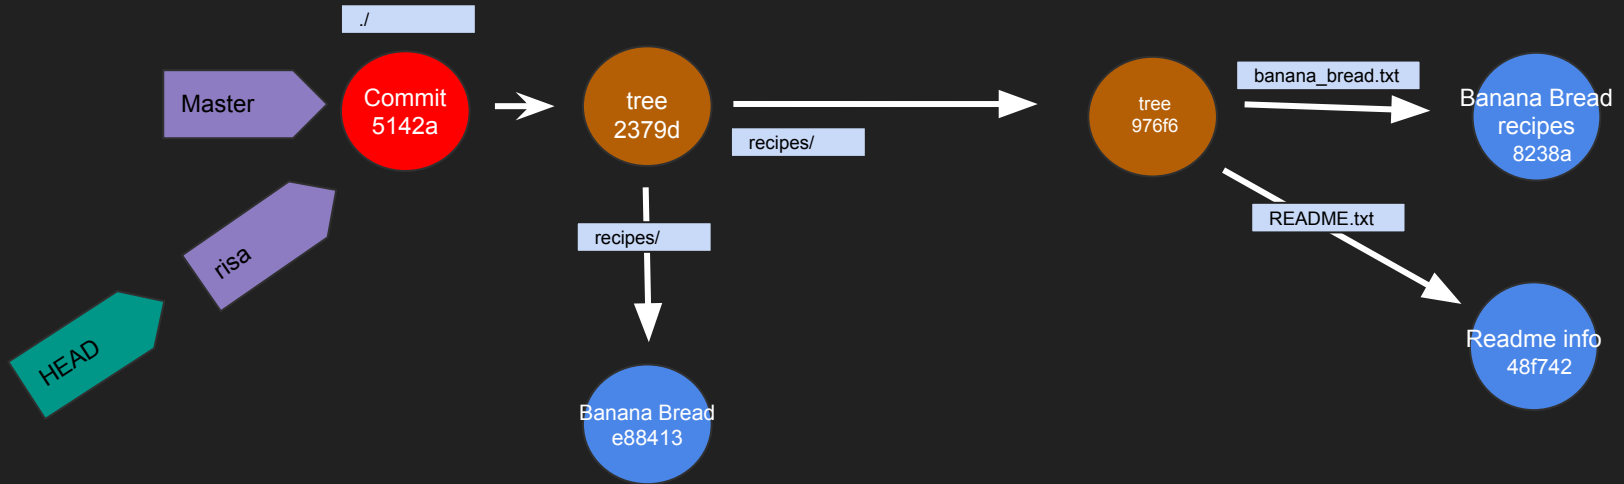 ./
Master
Commit
5142a
tree
2379d
recipes/
tree
976f6
banana_bread.txt
Banana Bread
recipes
8238a
risa
recipes/
README.txt
HEAD
Readme info
48f742
Banana Bread
e88413